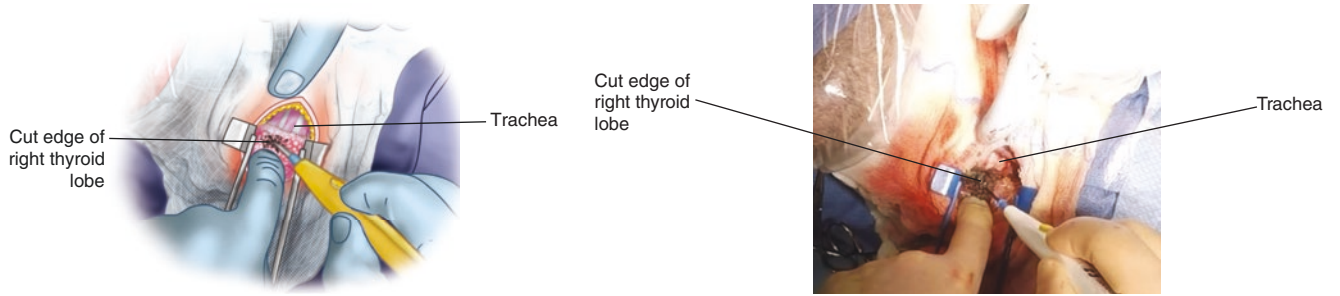 Cut edge of
right thyroid
lobe
Trachea
Cut edge of
right thyroid
lobe
Trachea